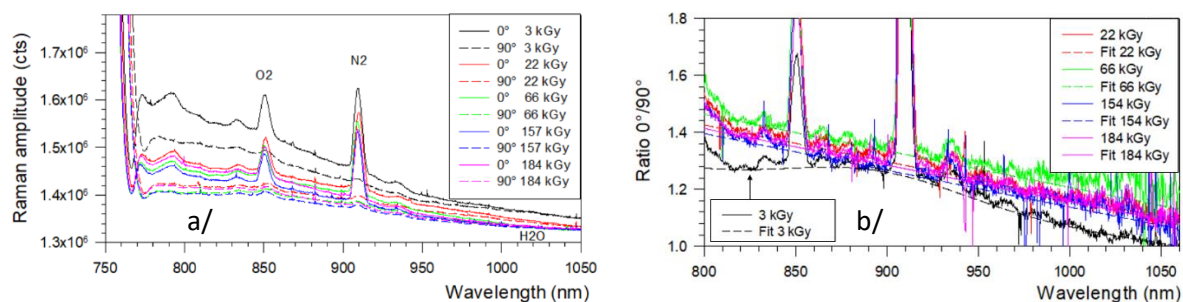 Raman amplitude (cts)
1.7x10⁶
1.6x10⁶
1.5x10⁶
1.4x10⁶
1.3x10⁶
O2
N2
H2O
a/
0° 3 kGy
90° 3 kGy
0° 22 kGy
90° 22 kGy
0° 66 kGy
90° 66 kGy
0° 157 kGy
90° 157 kGy
0° 184 kGy
90° 184 kGy
750 800 850 900 950 1000 1050
Wavelength (nm)
Ratio 0°/90°
1.8
1.6
1.4
1.2
1.0
22 kGy
Fit 22 kGy
66 kGy
Fit 66 kGy
154 kGy
Fit 154 kGy
184 kGy
Fit 184 kGy
3 kGy
Fit 3 kGy
b/
800 850 900 950 1000 1050
Wavelength (nm)